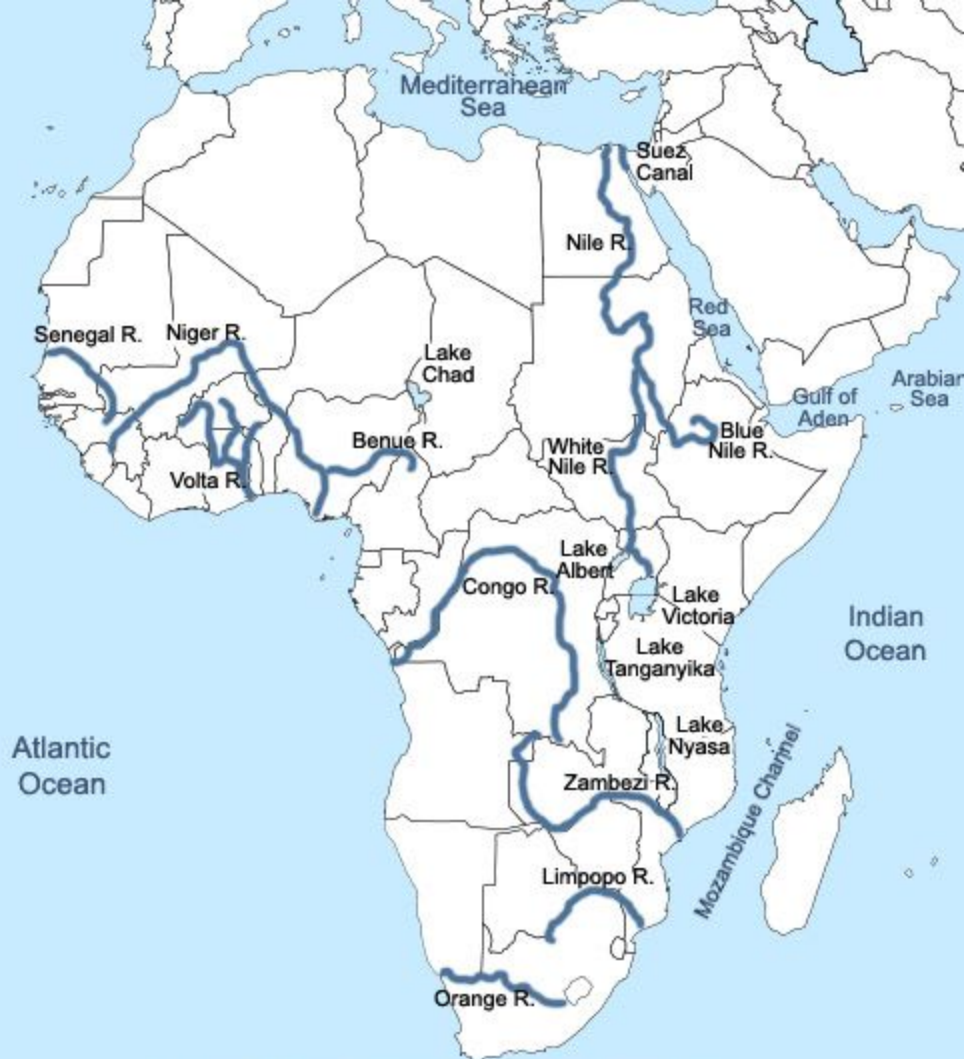 Mediterranean
Sea
Suez
Canal
Nile R.
Red
Sea
Senegal R.
Niger R.
Lake
Chad
Arabian
Sea
Gulf of
Aden
Benue R.
Blue
Nile R.
White
Nile R.
Volta R.
Lake
Albert
Congo R.
Lake
Victoria
Indian
Ocean
Lake
Tanganyika
Atlantic
Ocean
Lake
Nyasa
Zambezi R.
Mozambique Channel
Limpopo R.
Orange R.